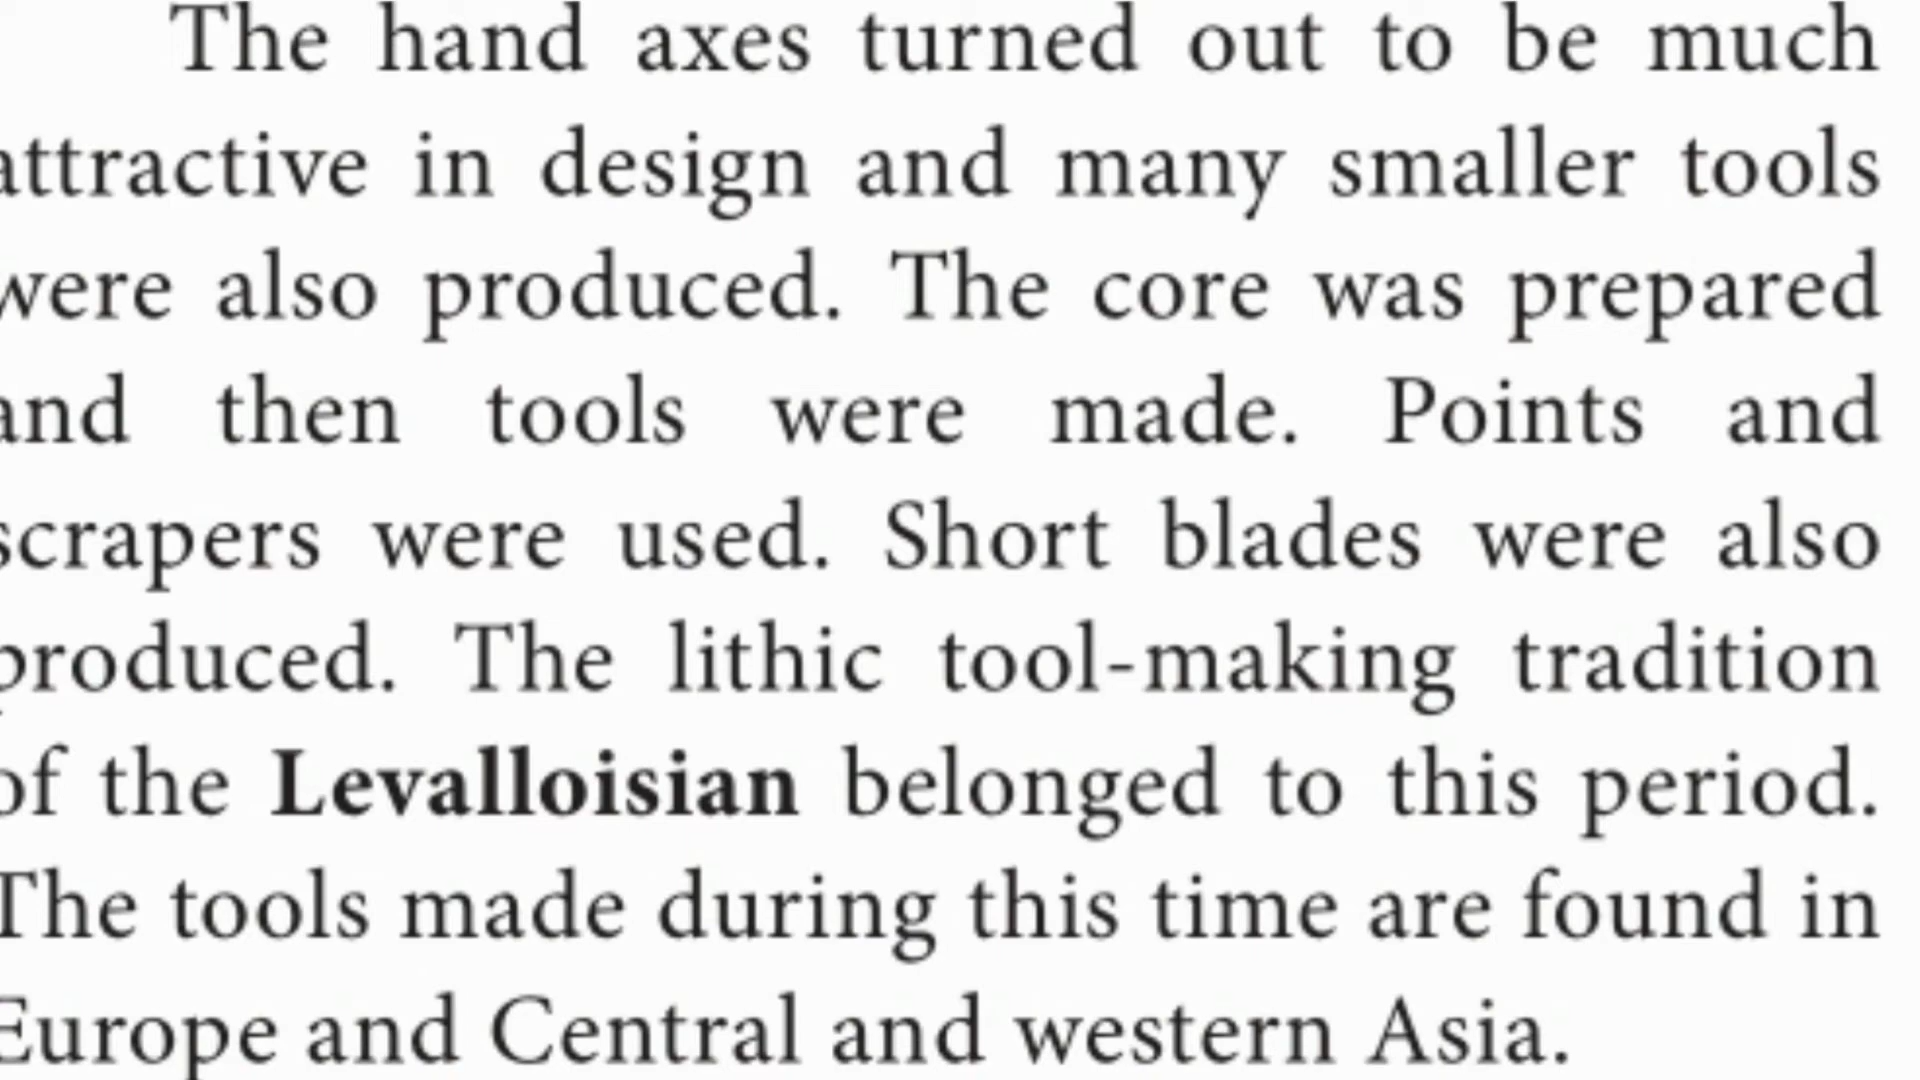 The hand axes turned out to be much
attractive in design and many smaller tools
were also produced. The core was prepared
and then tools were made. Points and
scrapers were used. Short blades were also
produced. The lithic tool-making tradition
of the Levalloisian belonged to this period.
The tools made during this time are found in
Europe and Central and western Asia.